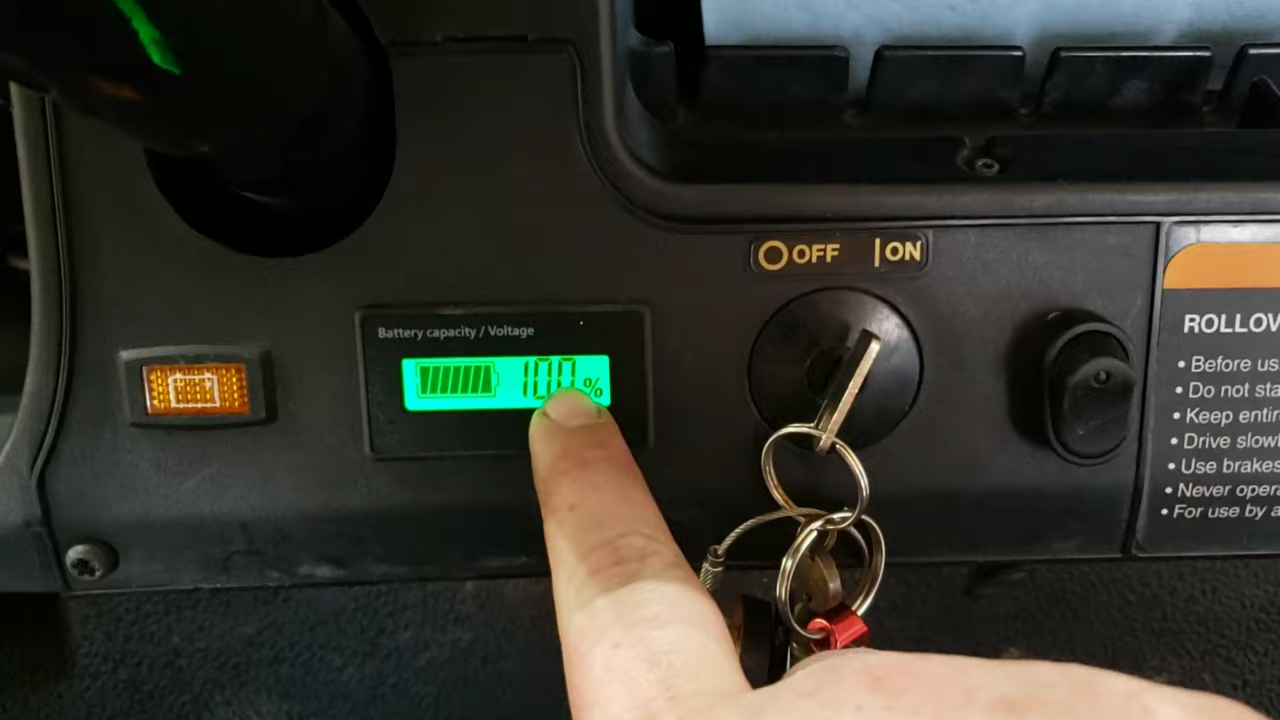 OFF | ON
Battery capacity / Voltage
100 %
ROLLOV
• Before us
• Do not sta
• Keep entir
• Drive slowl
• Use brakes
• Never opera
• For use by a